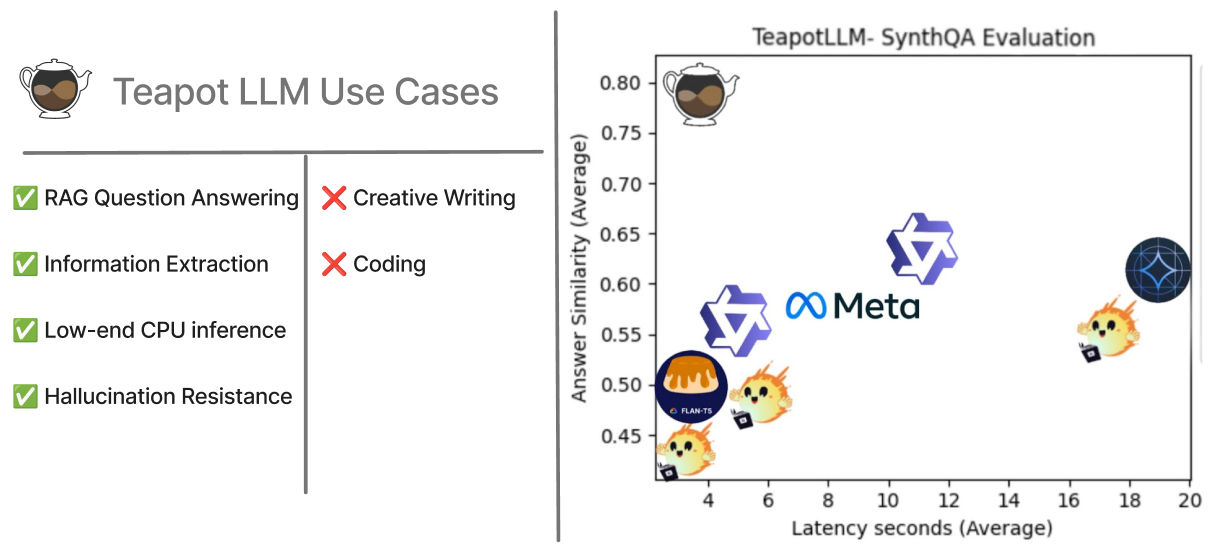 Teapot LLM Use Cases
✅ RAG Question Answering
✅ Information Extraction
✅ Low-end CPU inference
✅ Hallucination Resistance
❌ Creative Writing
❌ Coding
TeapotLLM- SynthQA Evaluation
Answer Similarity (Average)
0.80
0.75
0.70
0.65
0.60
0.55
0.50
0.45
Meta
FLAN-T5
4 6 8 10 12 14 16 18 20
Latency seconds (Average)